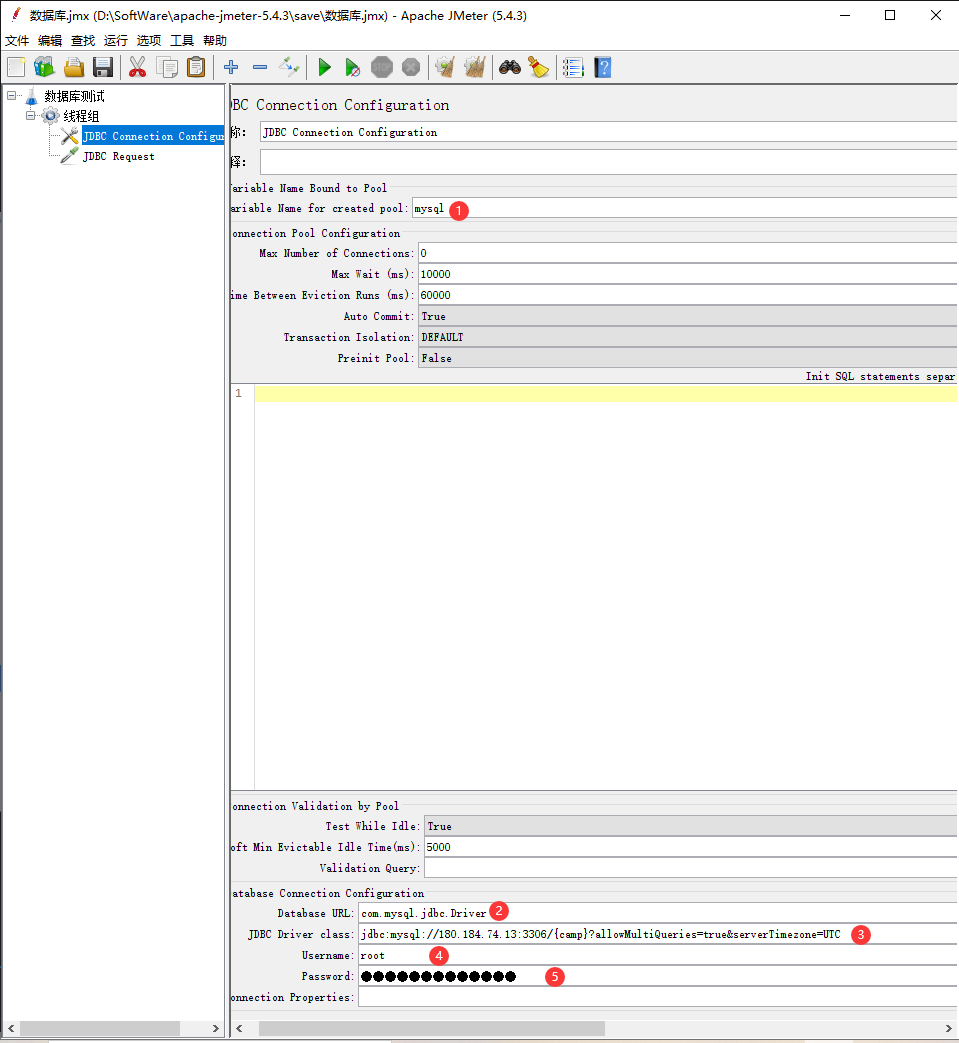 数据库.jmx (D:\SoftWare\apache-jmeter-5.4.3\save\数据库.jmx) - Apache JMeter (5.4.3)
文件 编辑 查找 运行 选项 工具 帮助
STOP
数据库测试
线程组
JDBC Connection Configu
JDBC Request
BC Connection Configuration
称: JDBC Connection Configuration
释:
ariable Name Bound to Pool
ariable Name for created pool: mysql 1
onnection Pool Configuration
Max Number of Connections: 0
Max Wait (ms): 10000
ime Between Eviction Runs (ms): 60000
Auto Commit: True
Transaction Isolation: DEFAULT
Preinit Pool: False
Init SQL statements separ
1
onnection Validation by Pool
Test While Idle: True
oft Min Evictable Idle Time(ms): 5000
Validation Query:
atabase Connection Configuration
Database URL: com.mysql.jdbc.Driver 2
JDBC Driver class: jdbc:mysql://180.184.74.13:3306/{camp}?allowMultiQueries=true&serverTimezone=UTC 3
Username: root 4
Password: ●●●●●●●●●●●●● 5
onnection Properties: